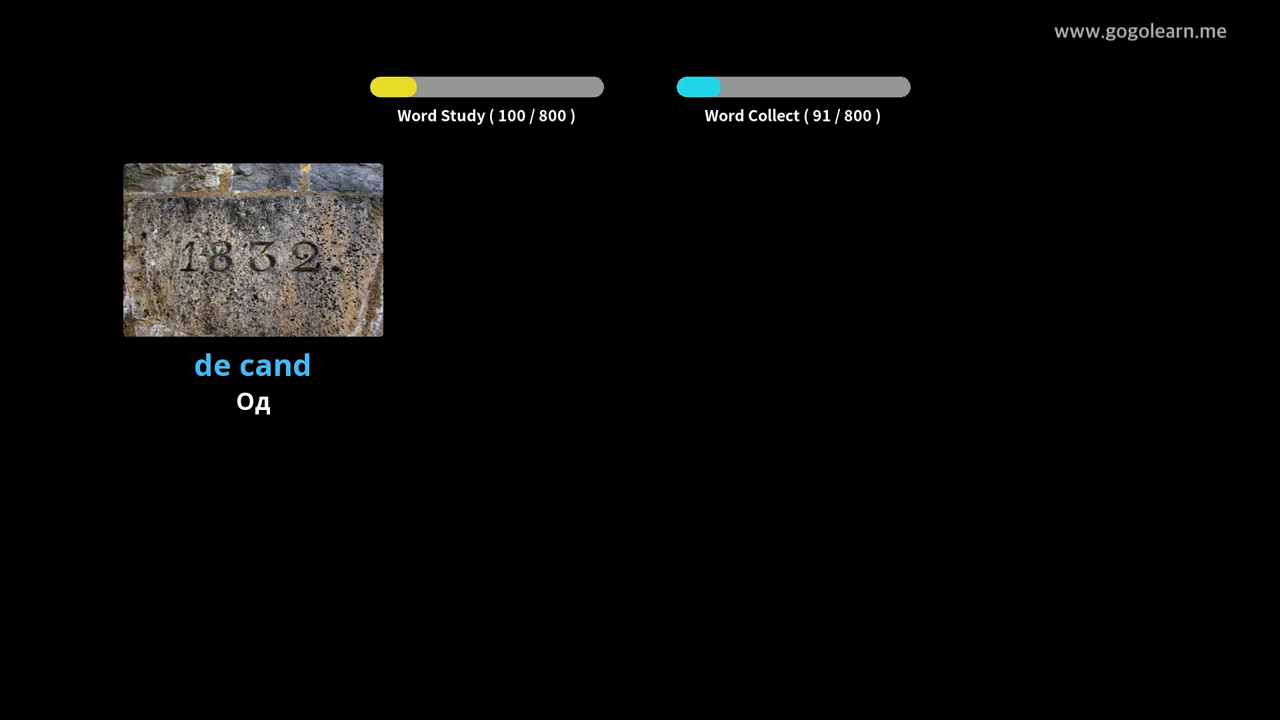 www.gogolearn.me
Word Study ( 100 / 800 )
Word Collect ( 91 / 800 )
1832.
de cand
Од